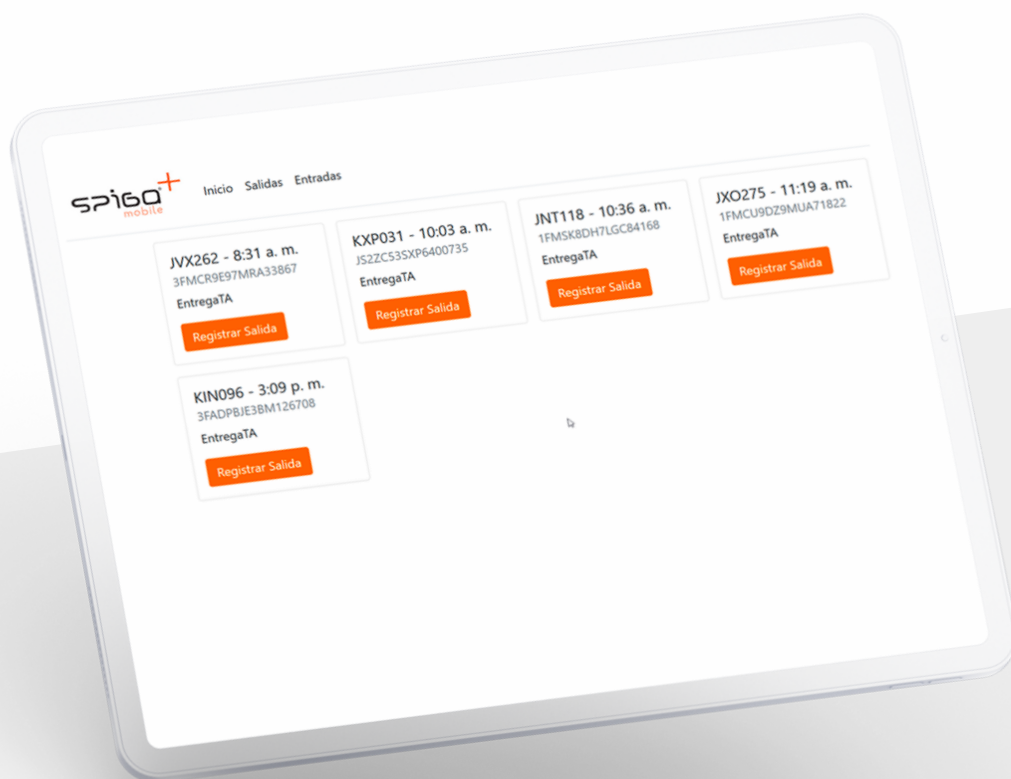 SPIGA+
mobile
Inicio Salidas Entradas
JVX262 - 8:31 a. m.
3FMCR9E97MRA33867
EntregaTA
Registrar Salida
KXP031 - 10:03 a. m.
JS2ZC53SXP6400735
EntregaTA
Registrar Salida
JNT118 - 10:36 a. m.
1FMSK8DH7LGC84168
EntregaTA
Registrar Salida
JXO275 - 11:19 a. m.
1FMCU9DZ9MUA71822
EntregaTA
Registrar Salida
KIN096 - 3:09 p. m.
3FADPBJE3BM126708
EntregaTA
Registrar Salida